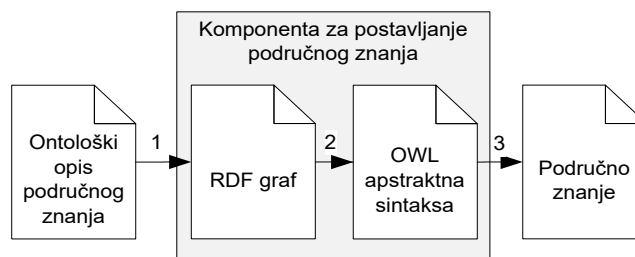 Komponenta za postavljanje
područnog znanja
Ontološki
opis
područnog
znanja
1
RDF graf
2
OWL
apstraktna
sintaksa
3
Područno
znanje